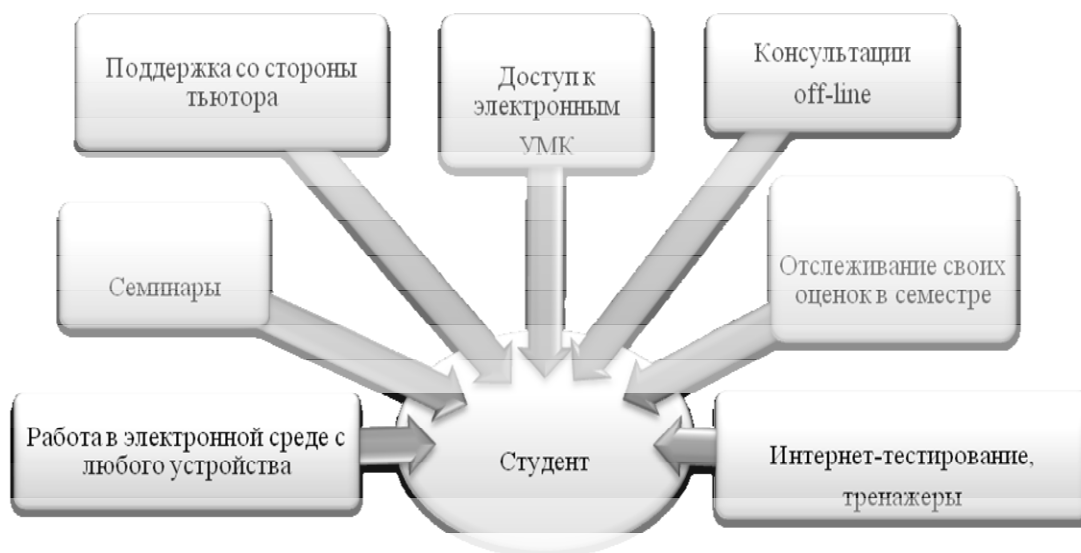 Поддержка со стороны
тьютора
Доступ к
электронным
УМК
Консультации
off-line
Семинары
Отслеживание своих
оценок в семестре
Работа в электронной среде с
любого устройства
Студент
Интернет-тестирование,
тренажеры